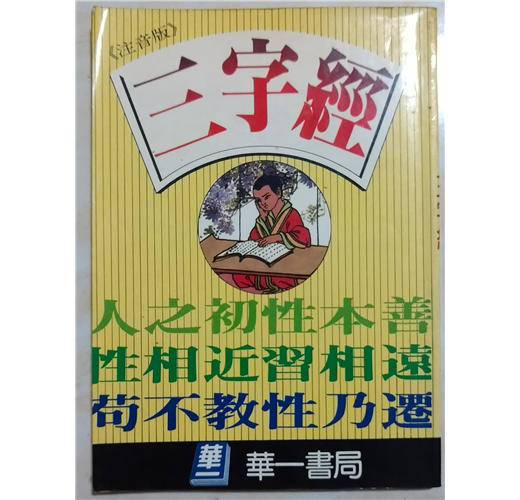 《注音版》
三字經
人之初性本善
性相近習相遠
苟不教性乃遷
華一
華一書局